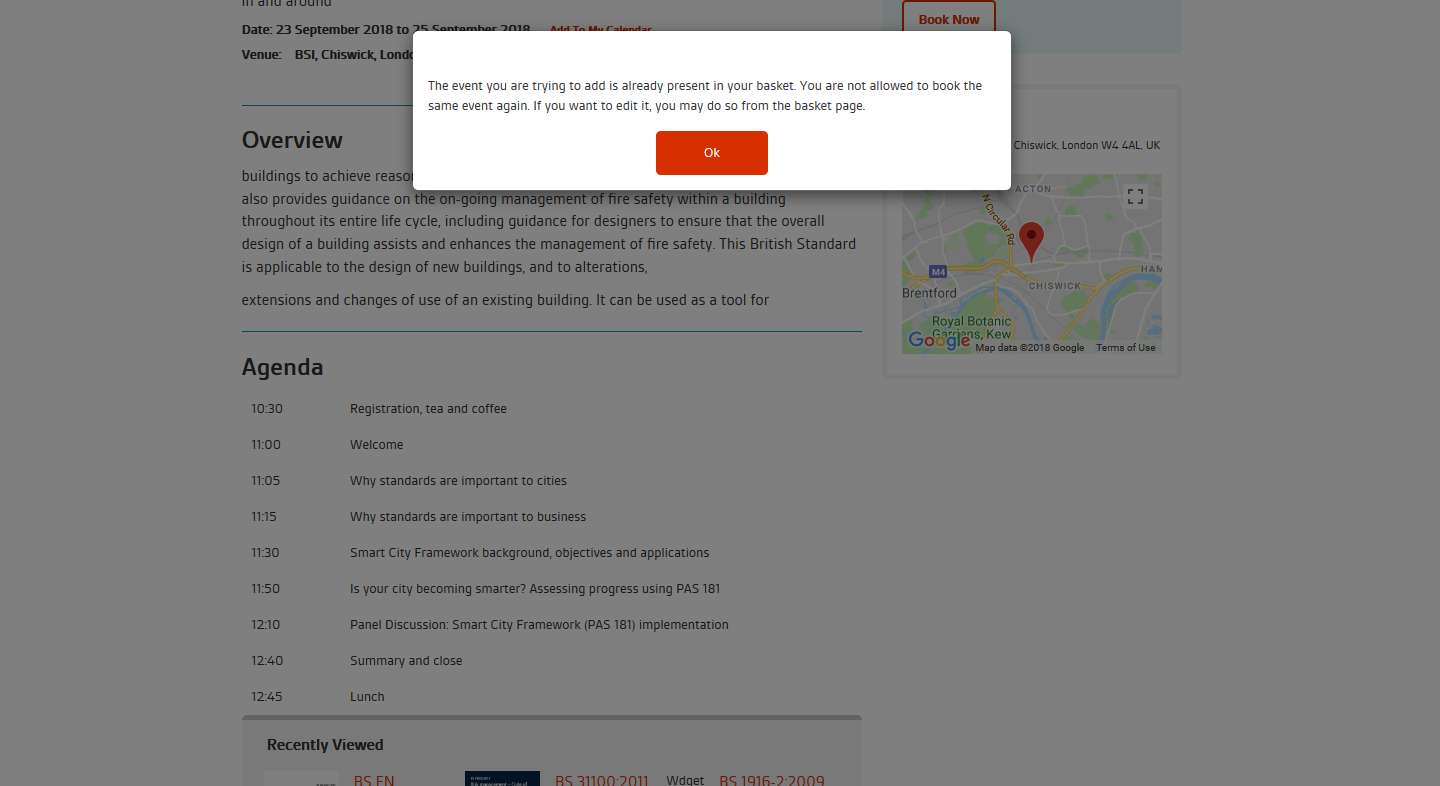 in and around
Date: 23 September 2018 to 25 September 2018 Add To My Calendar
Venue: BSI, Chiswick, Londo
Book Now
The event you are trying to add is already present in your basket. You are not allowed to book the
same event again. If you want to edit it, you may do so from the basket page.
Ok
Overview
buildings to achieve reaso
also provides guidance on the on-going management of fire safety within a building
throughout its entire life cycle, including guidance for designers to ensure that the overall
design of a building assists and enhances the management of fire safety. This British Standard
is applicable to the design of new buildings, and to alterations,
extensions and changes of use of an existing building. It can be used as a tool for
Chiswick, London W4 4AL, UK
ACTON
N Circular Rd
M4
HAM
CHISWICK
Brentford
Royal Botanic
Gardens, Kew
Google
Map data ©2018 Google Terms of Use
Agenda
10:30 Registration, tea and coffee
11:00 Welcome
11:05 Why standards are important to cities
11:15 Why standards are important to business
11:30 Smart City Framework background, objectives and applications
11:50 Is your city becoming smarter? Assessing progress using PAS 181
12:10 Panel Discussion: Smart City Framework (PAS 181) implementation
12:40 Summary and close
12:45 Lunch
Recently Viewed
BS EN
BS 31100:2011
Wdget
BS 1916-2:2009